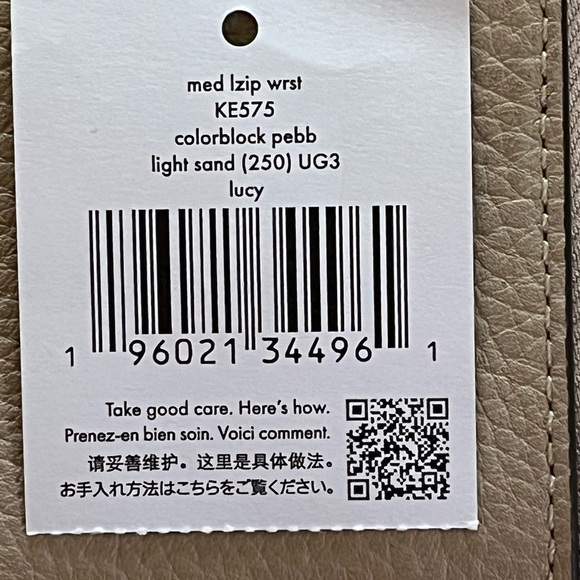 med lzip wrst
KE575
colorblock pebb
light sand (250) UG3
lucy
1 96021 34496 1
Take good care. Here's how.
Prenez-en bien soin. Voici comment.
请妥善维护。这里是具体做法。
お手入れ方法はこちらをご覧ください。